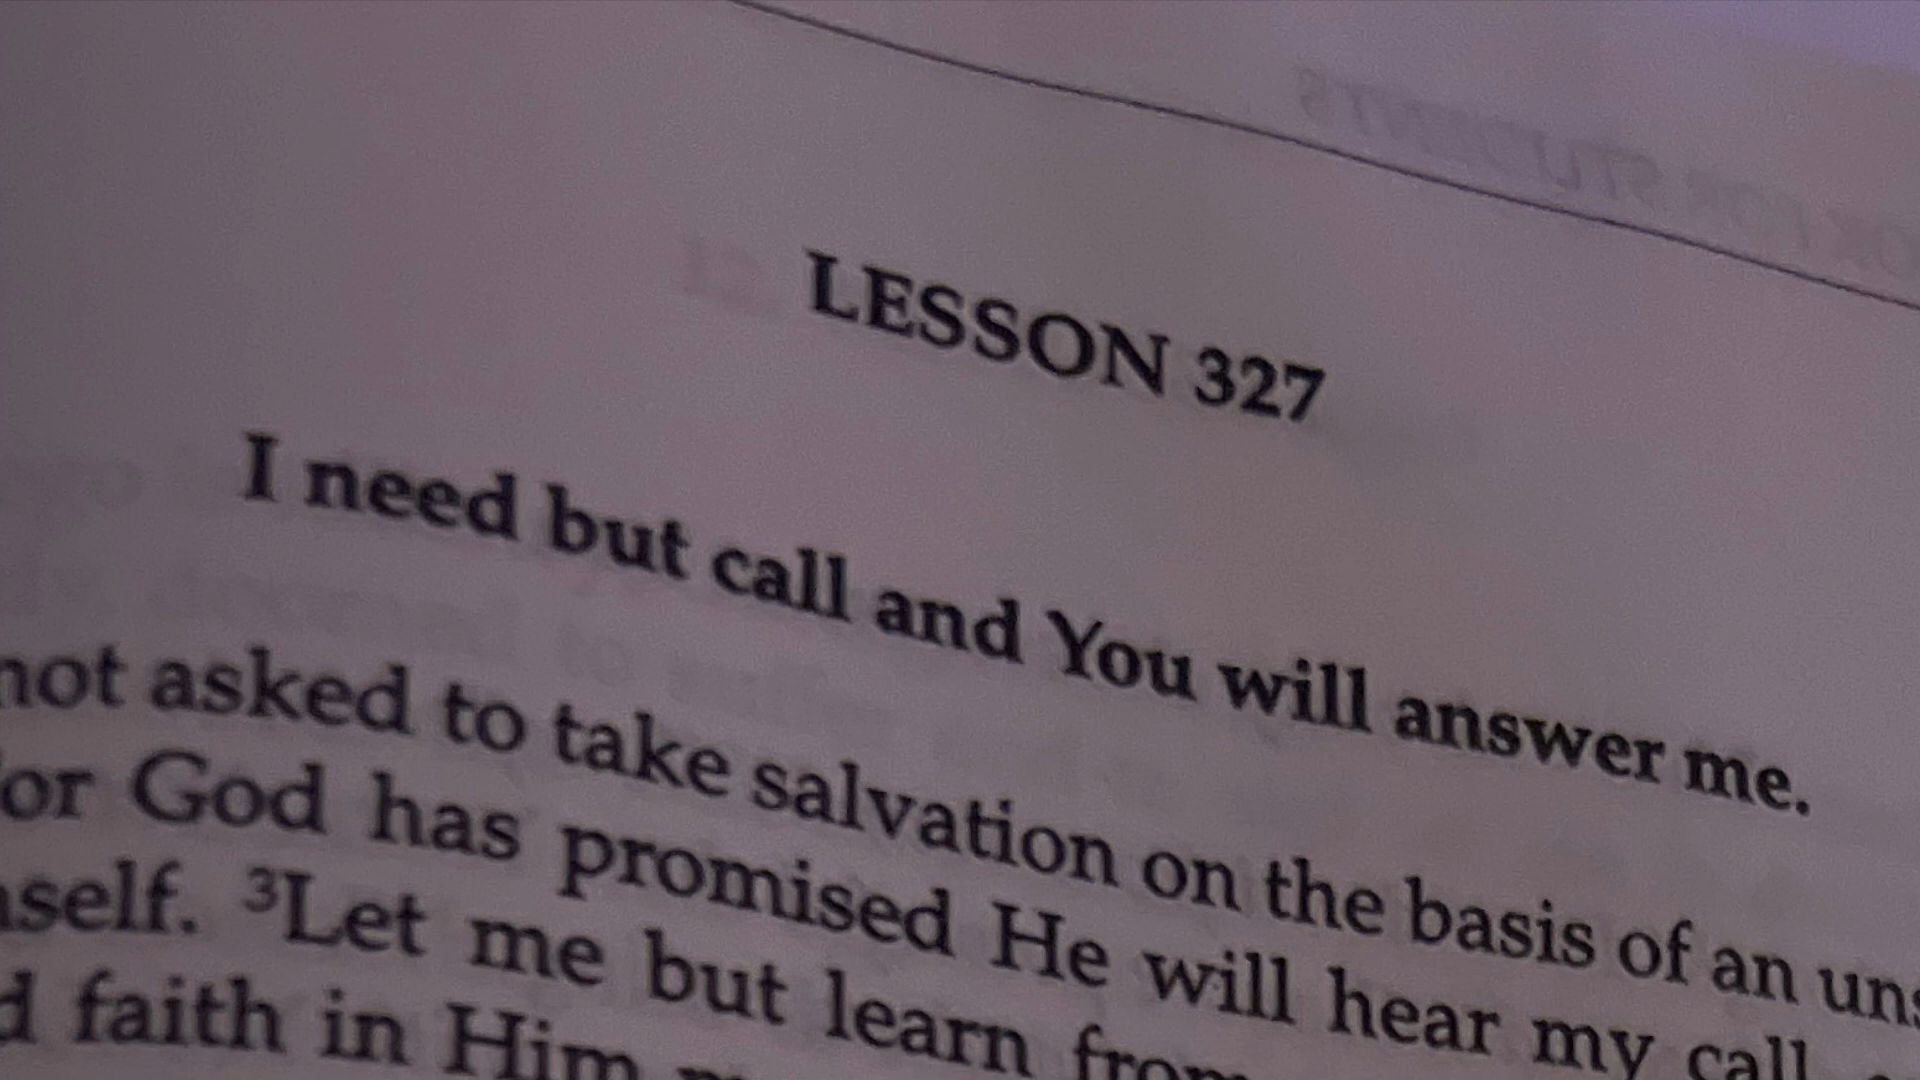 LESSON 327
I need but call and You will answer me.
not asked to take salvation on the basis of an
or God has promised He will hear my call
self. ³Let me but learn
faith in Him